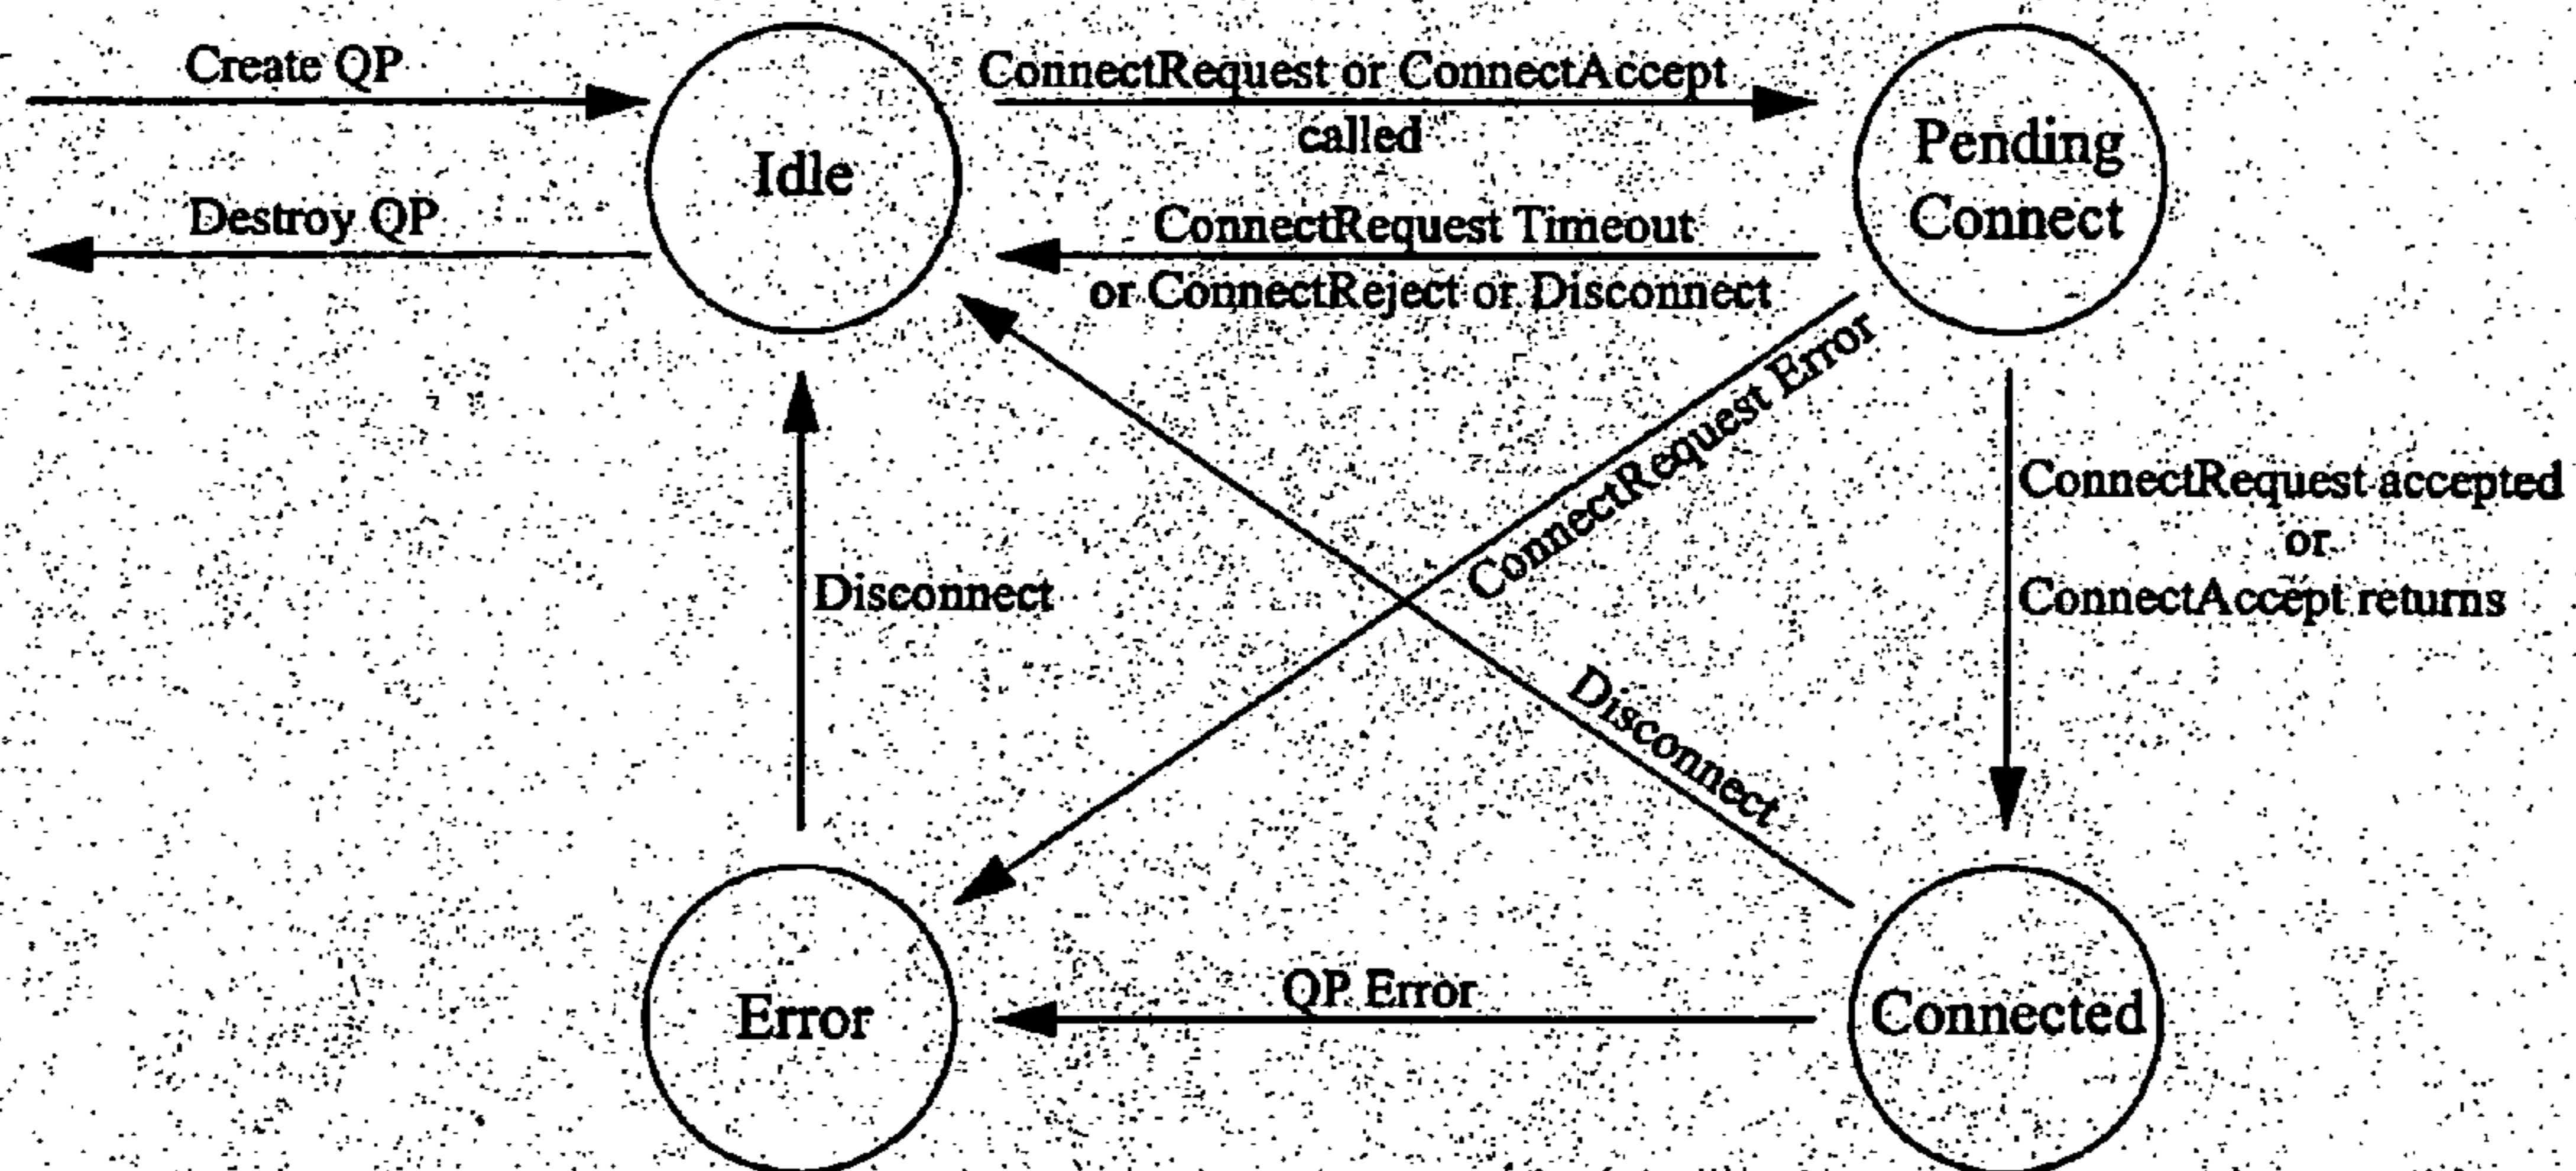 Create QP
ConnectRequest or ConnectAccept
called
Idle
Pending
Connect
Destroy QP
ConnectRequest Timeout
or ConnectReject or Disconnect
ConnectRequest Error
ConnectRequest accepted
or
ConnectAccept returns
Disconnect
Disconnect
QP Error
Error
Connected